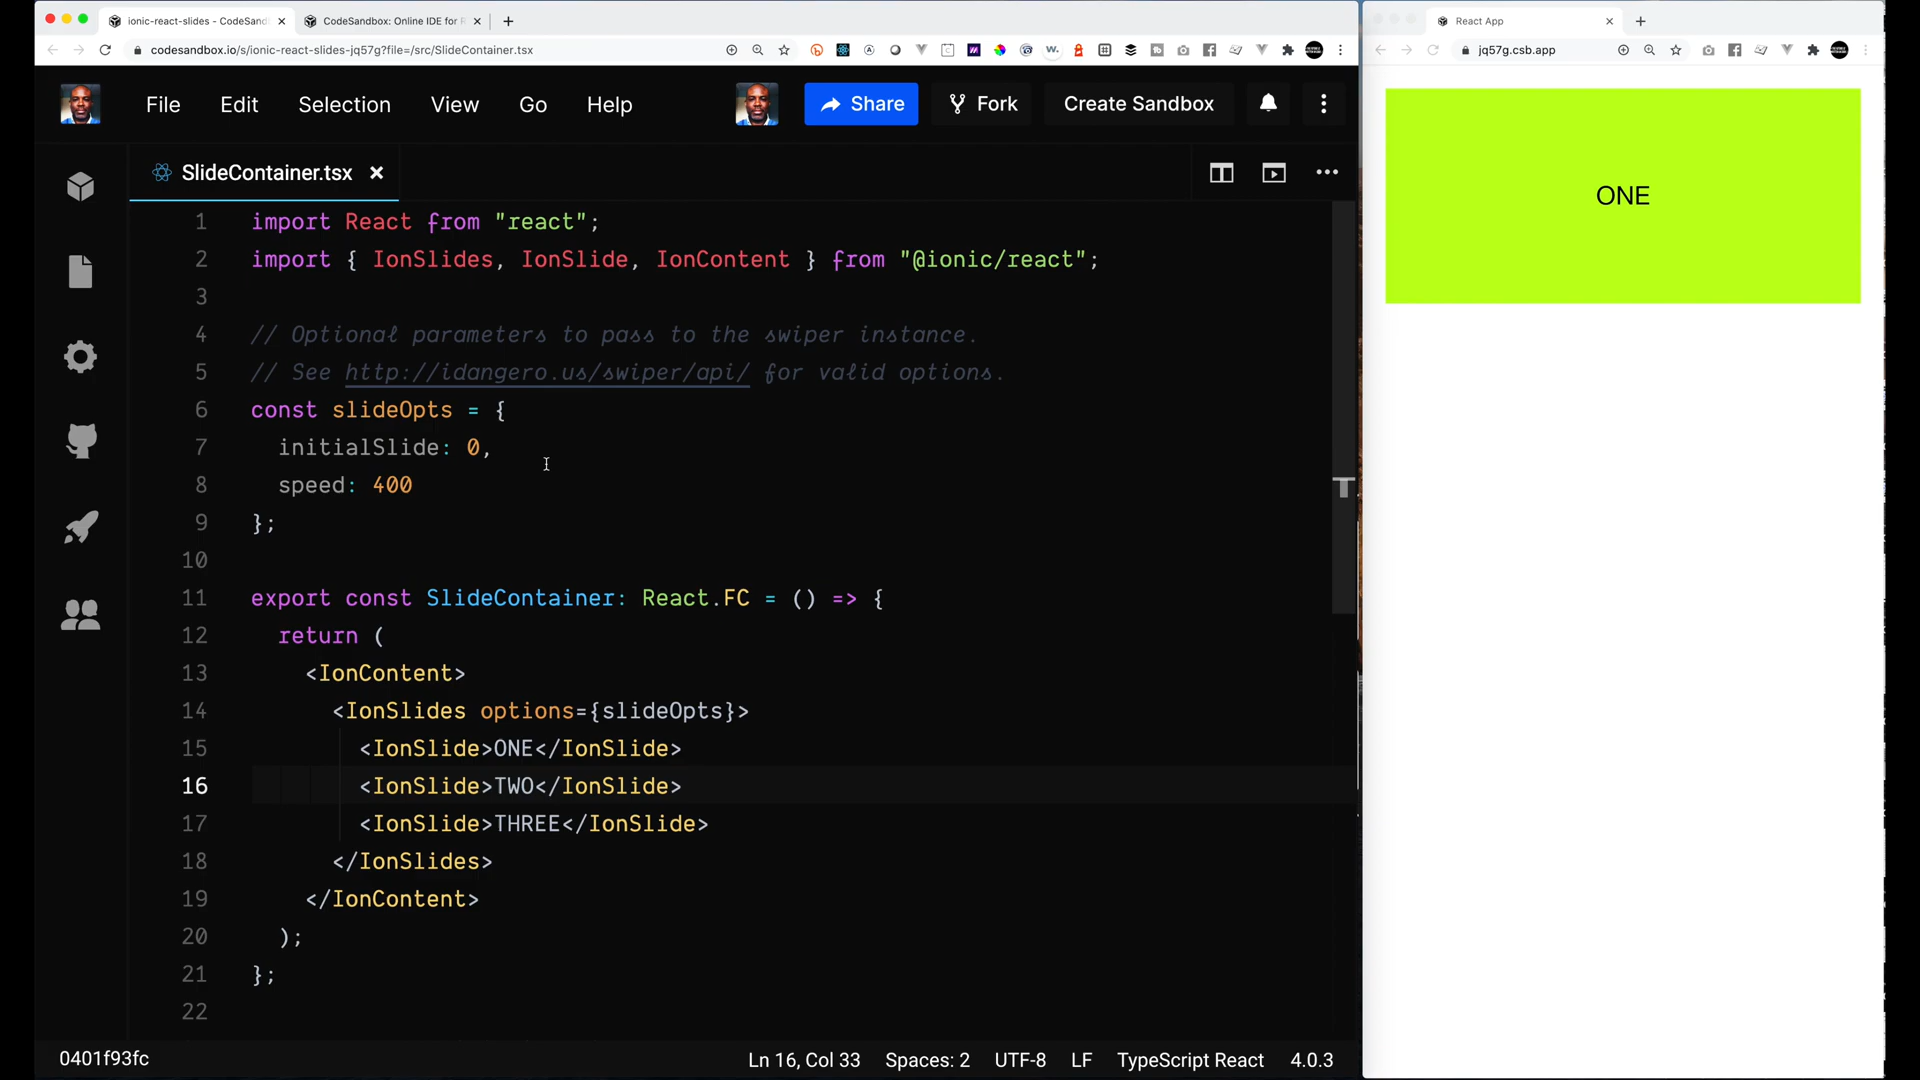 ionic-react-slides - CodeSand
CodeSandbox: Online IDE for R
codesandbox.io/s/ionic-react-slides-jq57g?file=/src/SlideContainer.tsx
File Edit Selection View Go Help
Share
Fork
Create Sandbox
SlideContainer.tsx
1 import React from "react";
2 import { IonSlides, IonSlide, IonContent } from "@ionic/react";
3
4 // Optional parameters to pass to the swiper instance.
5 // See http://idangero.us/swiper/api/ for valid options.
6 const slideOpts = {
7   initialSlide: 0,
8   speed: 400
9 };
10
11 export const SlideContainer: React.FC = () => {
12   return (
13     <IonContent>
14       <IonSlides options={slideOpts}>
15         <IonSlide>ONE</IonSlide>
16         <IonSlide>TWO</IonSlide>
17         <IonSlide>THREE</IonSlide>
18       </IonSlides>
19     </IonContent>
20   );
21 };
22
0401f93fc
Ln 16, Col 33 Spaces: 2 UTF-8 LF TypeScript React 4.0.3
React App
jq57g.csb.app
ONE